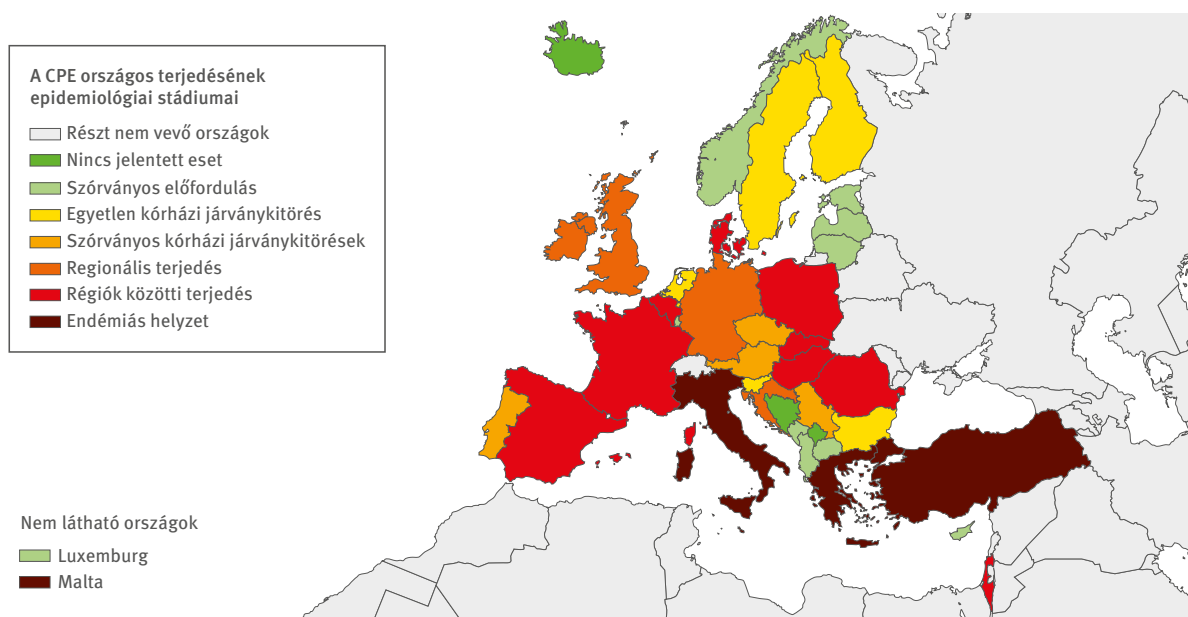 A CPE országos terjedésének
epidemiológiai stádiumai
Részt nem vevő országok
Nincs jelentett eset
Szórványos előfordulás
Egyetlen kórházi járványkitörés
Szórványos kórházi járványkitörések
Regionális terjedés
Régiók közötti terjedés
Endémiás helyzet
Nem látható országok
Luxemburg
Malta